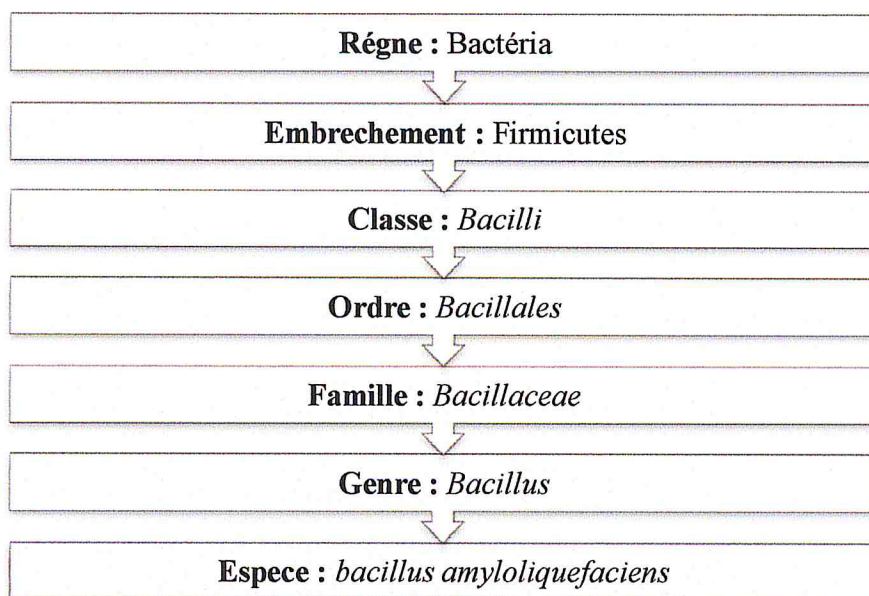 Régne : Bactéria
Embrechement : Firmicutes
Classe : Bacilli
Ordre : Bacillales
Famille : Bacillaceae
Genre : Bacillus
Espece : bacillus amyloliquefaciens